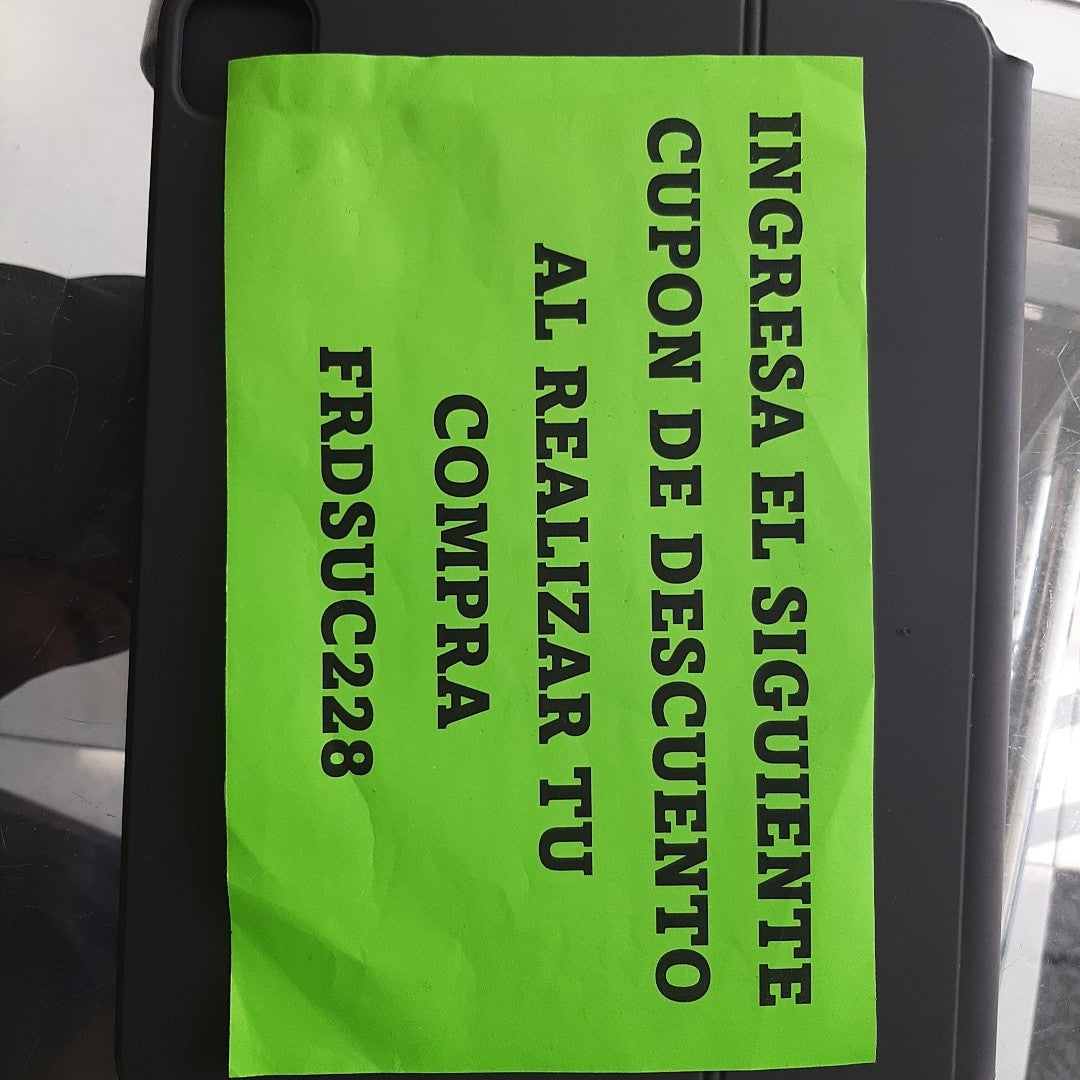 INGRESA EL SIGUIENTE
CUPON DE DESCUENTO
AL REALIZAR TU
COMPRA
FRDSUC228